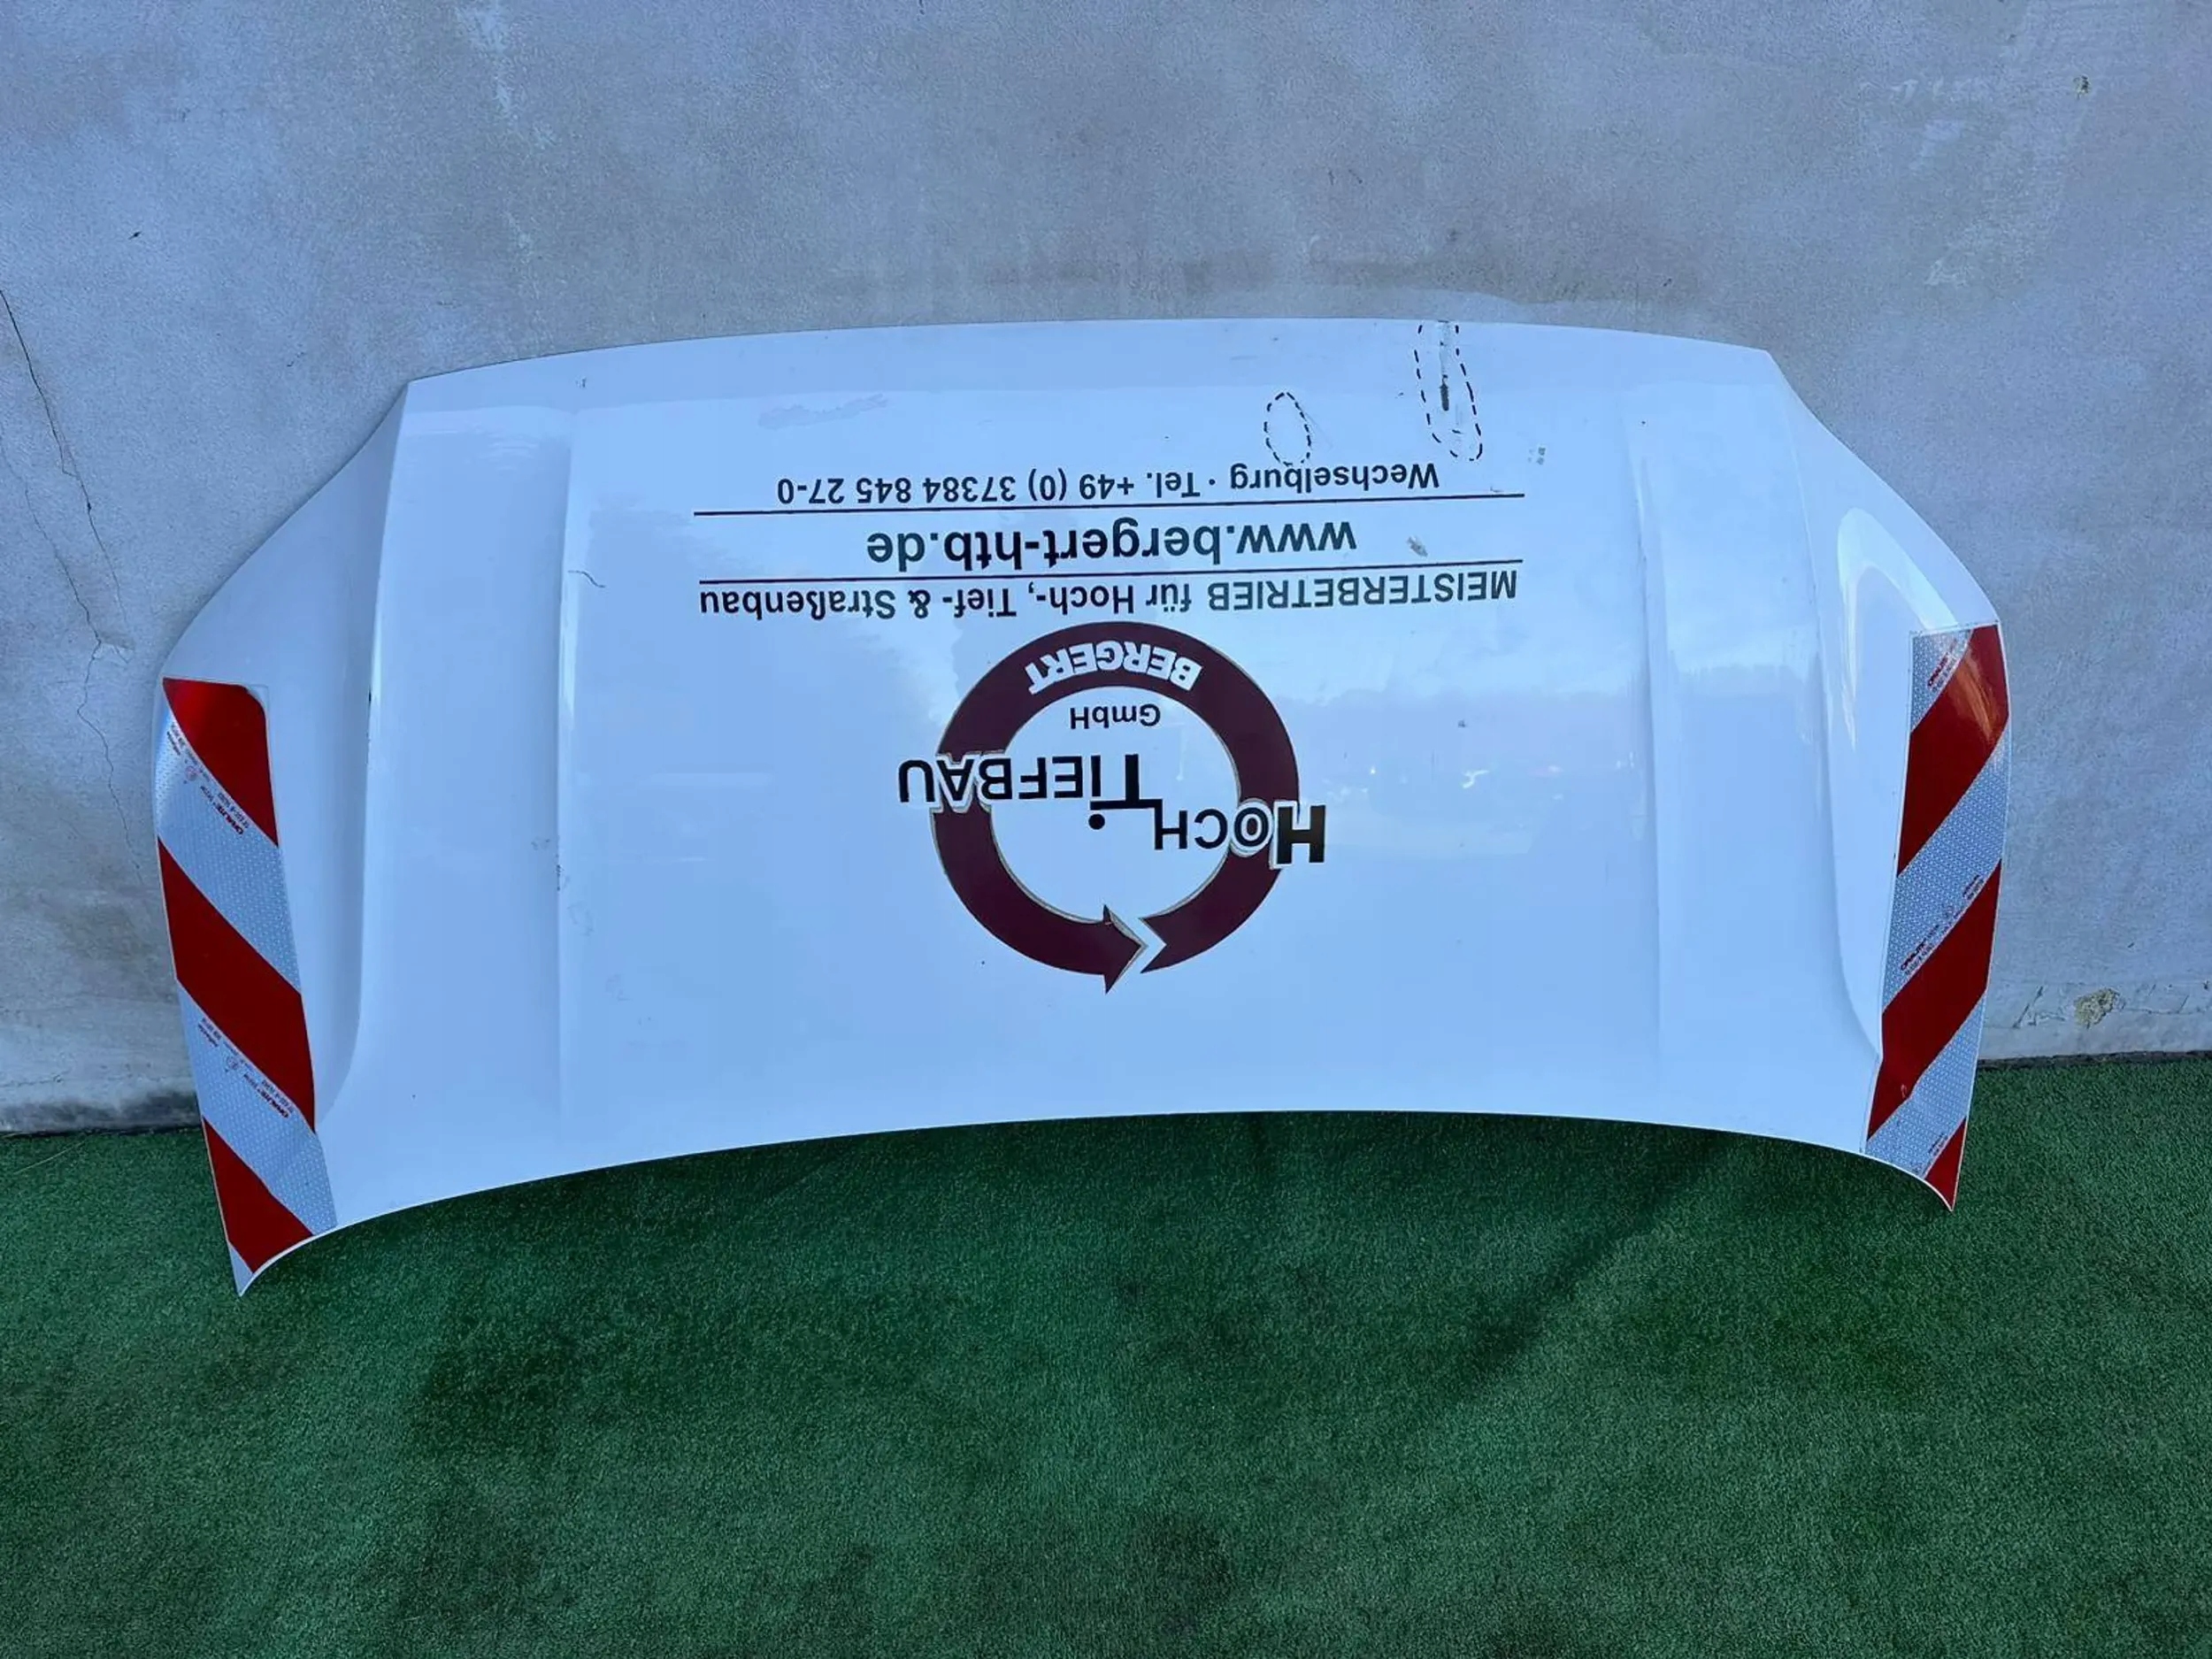 HOCH
TiEFBAU
GmbH
BERGERT
MEISTERBETRIEB für Hoch-, Tief- & Straßenbau
www.bergert-htb.de
Wechselburg · Tel. +49 (0) 37384 845 27-0